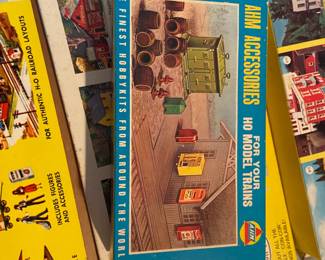 FOR AUTHENTIC H-O RAILROAD LAYOUTS
INCLUDES FIGURES
AND ACCESSORIES
AHM ACCESSORIES
FOR YOUR
HO MODEL TRAINS
AHM
FINEST HOBBYKITS FROM AROUND THE WORL